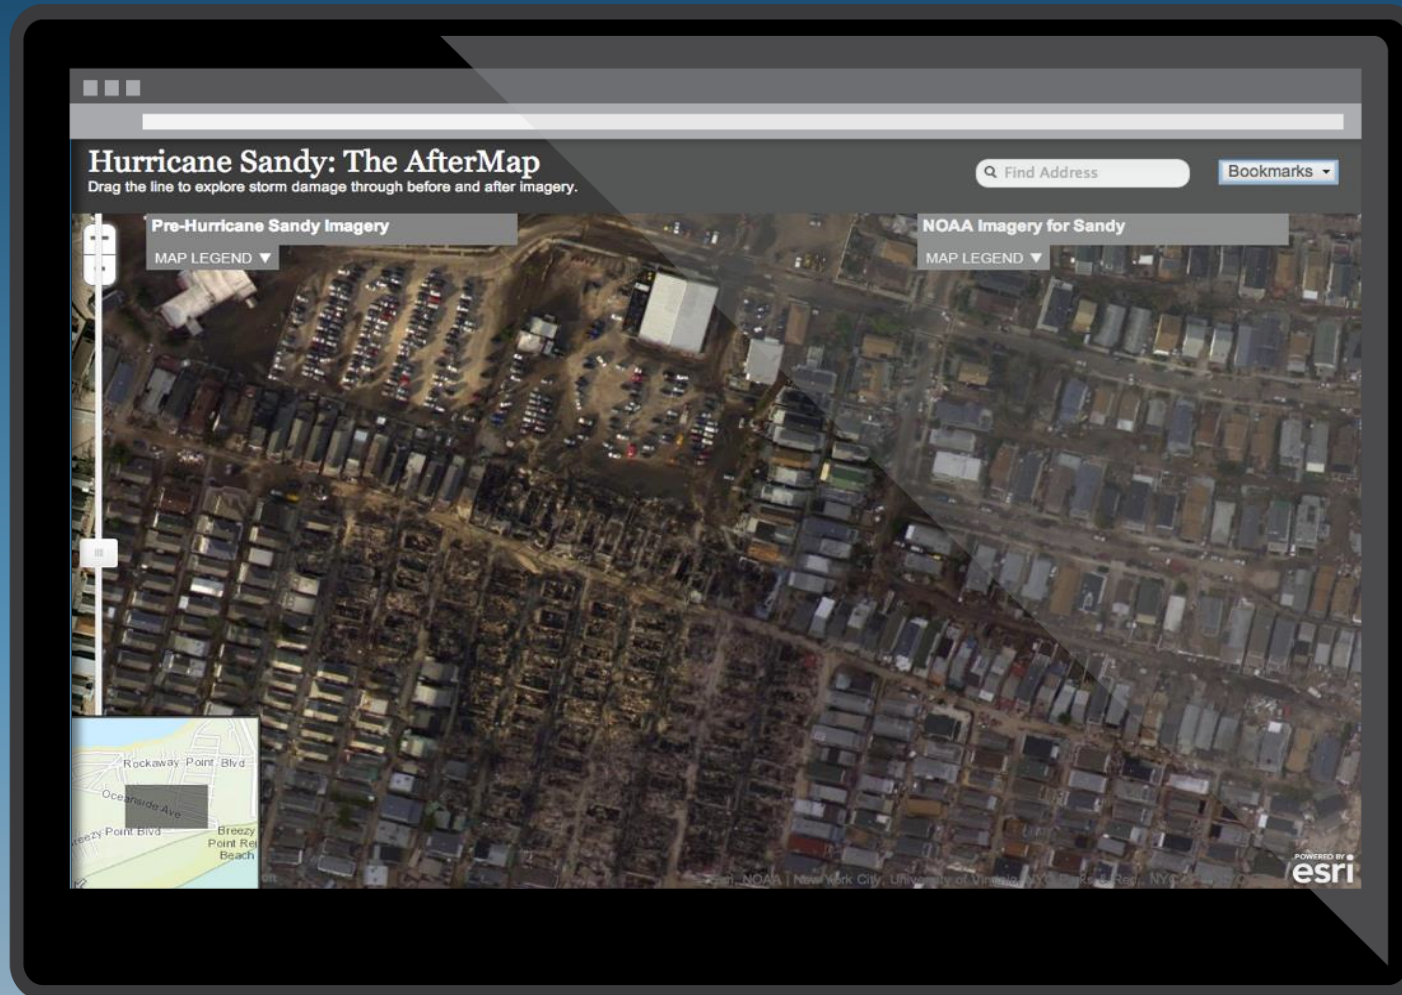 Hurricane Sandy: The AfterMap
Drag the line to explore storm damage through before and after imagery.
Find Address
Bookmarks
Pre-Hurricane Sandy Imagery
MAP LEGEND ▼
NOAA Imagery for Sandy
MAP LEGEND ▼
Rockaway Point Blvd
Oceanside Ave
Point Blvd
Breezy
Point Rei
Beach
POWERED BY
esri
NOAA | New York City, University of